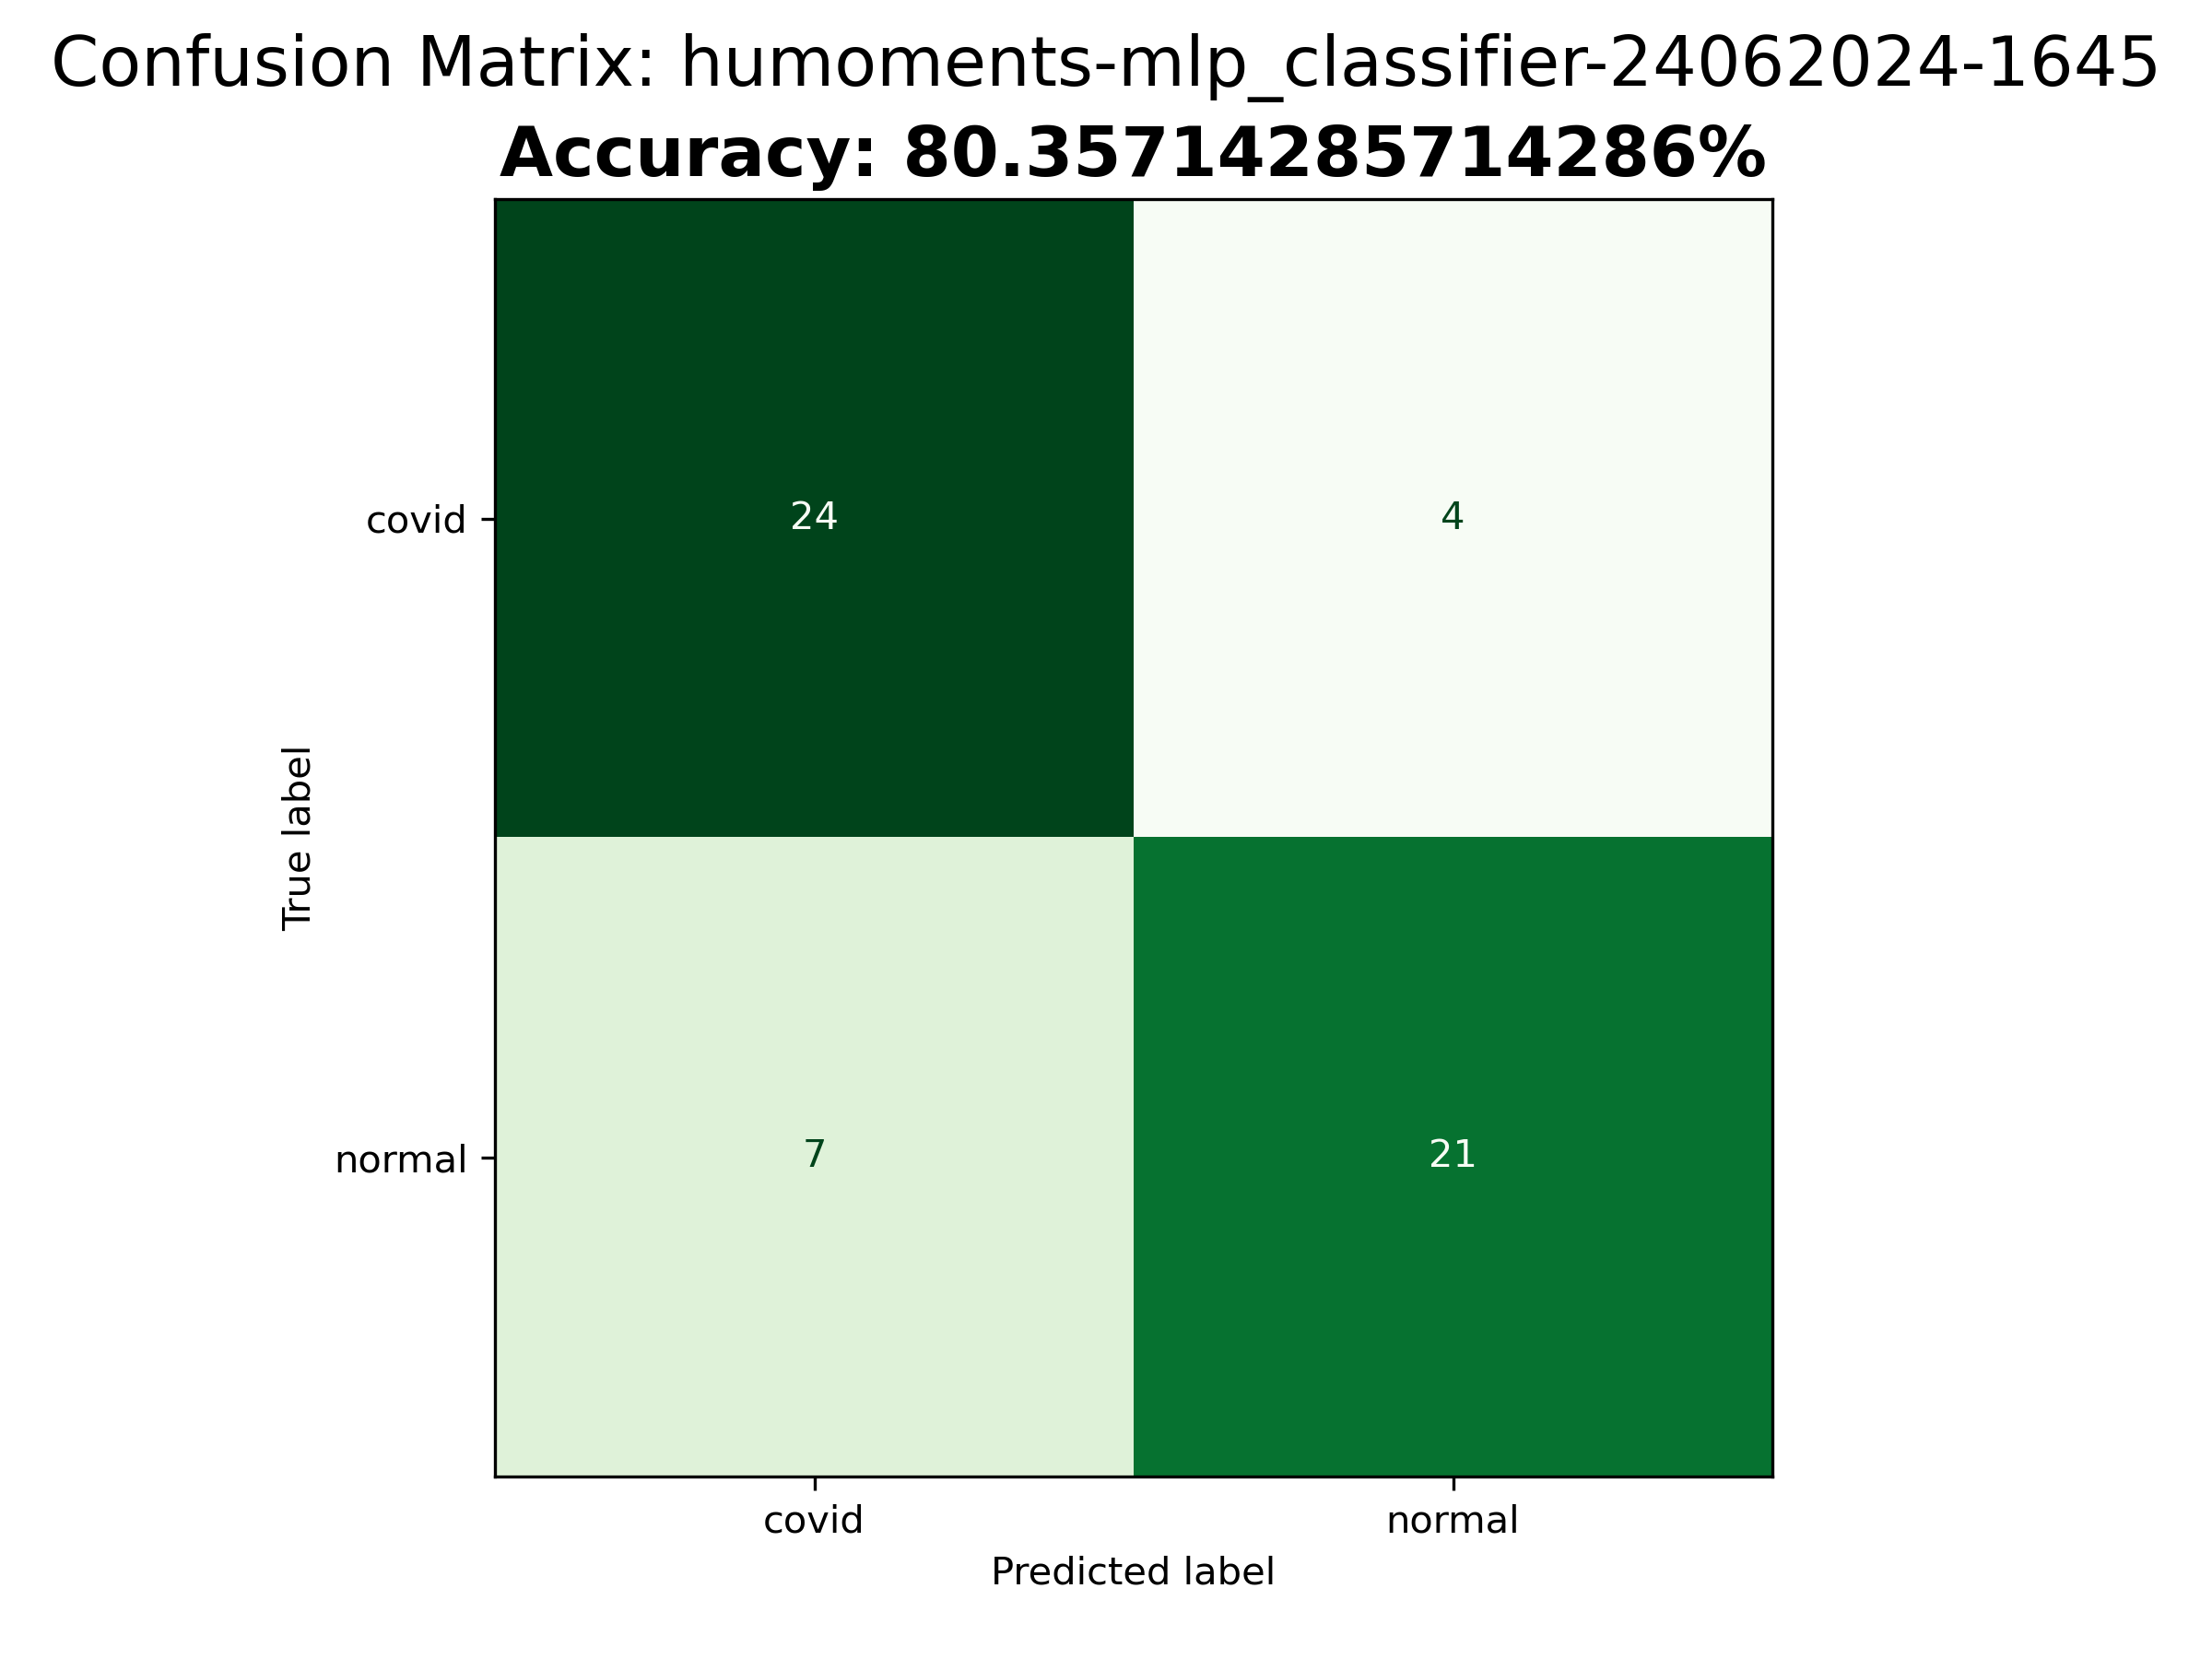 Confusion Matrix: humoments-mlp_classifier-24062024-1645
Accuracy: 80.35714285714286%
covid
24
4
True label
normal
7
21
covid
normal
Predicted label